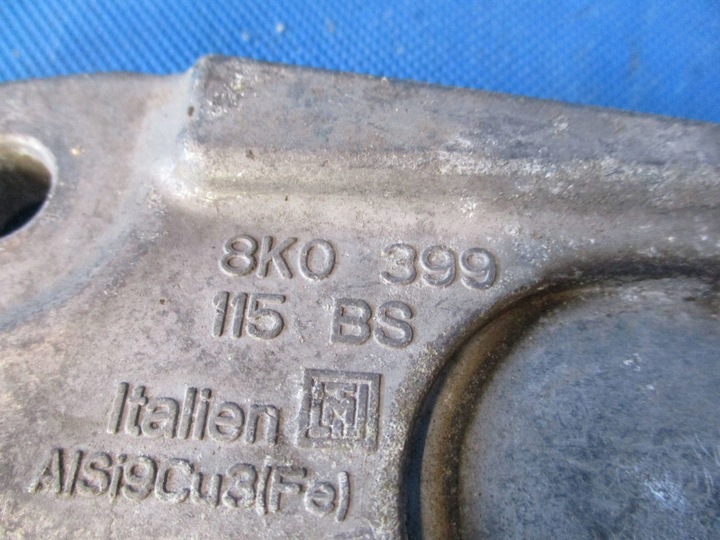 8K0 399
115 BS
Italien
AlSi9Cu3(Fe)